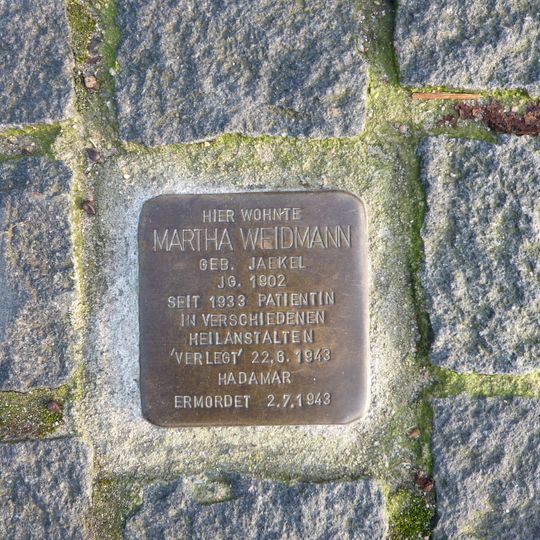 HIER WOHNTE
MARTHA WEIDMANN
GEB. JAEKEL
JG. 1902
SEIT 1933 PATIENTIN
IN VERSCHIEDENEN
HEILANSTALTEN
'VERLEGT' 22.6.1943
HADAMAR
ERMORDET 2.7.1943